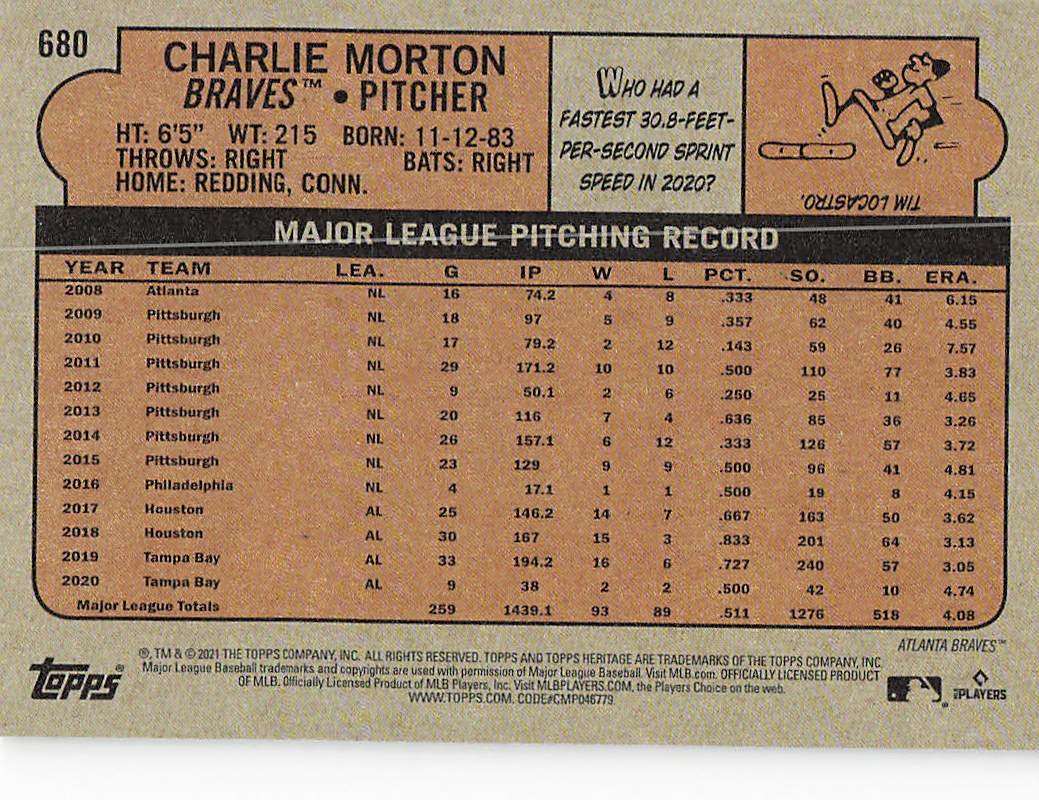 680
CHARLIE MORTON
BRAVES™ • PITCHER
HT: 6'5" WT: 215 BORN: 11-12-83
THROWS: RIGHT BATS: RIGHT
HOME: REDDING, CONN.
WHO HAD A
FASTEST 30.8-FEET-
PER-SECOND SPRINT
SPEED IN 2020?
TIM LOCASTRO.
MAJOR LEAGUE PITCHING RECORD
YEAR TEAM LEA. G IP W L PCT. SO. BB. ERA.
2008 Atlanta NL 16 74.2 4 8 .333 48 41 6.15
2009 Pittsburgh NL 18 97 5 9 .357 62 40 4.55
2010 Pittsburgh NL 17 79.2 2 12 .143 59 26 7.57
2011 Pittsburgh NL 29 171.2 10 10 .500 110 77 3.83
2012 Pittsburgh NL 9 50.1 2 6 .250 25 11 4.65
2013 Pittsburgh NL 20 116 7 4 .636 85 36 3.26
2014 Pittsburgh NL 26 157.1 6 12 .333 126 57 3.72
2015 Pittsburgh NL 23 129 9 9 .500 96 41 4.81
2016 Philadelphia NL 4 17.1 1 1 .500 19 8 4.15
2017 Houston AL 25 146.2 14 7 .667 163 50 3.62
2018 Houston AL 30 167 15 3 .833 201 64 3.13
2019 Tampa Bay AL 33 194.2 16 6 .727 240 57 3.05
2020 Tampa Bay AL 9 38 2 2 .500 42 10 4.74
Major League Totals 259 1439.1 93 89 .511 1276 518 4.08
ATLANTA BRAVES™
®, TM & © 2021 THE TOPPS COMPANY, INC. ALL RIGHTS RESERVED. TOPPS AND TOPPS HERITAGE ARE TRADEMARKS OF THE TOPPS COMPANY, INC.
Major League Baseball trademarks and copyrights are used with permission of Major League Baseball. Visit MLB.com. OFFICIALLY LICENSED PRODUCT
OF MLB. Officially Licensed Product of MLB Players, Inc. Visit MLBPLAYERS.COM, the Players Choice on the web.
WWW.TOPPS.COM. CODE#CMP046779
Topps®
MLB PLAYERS